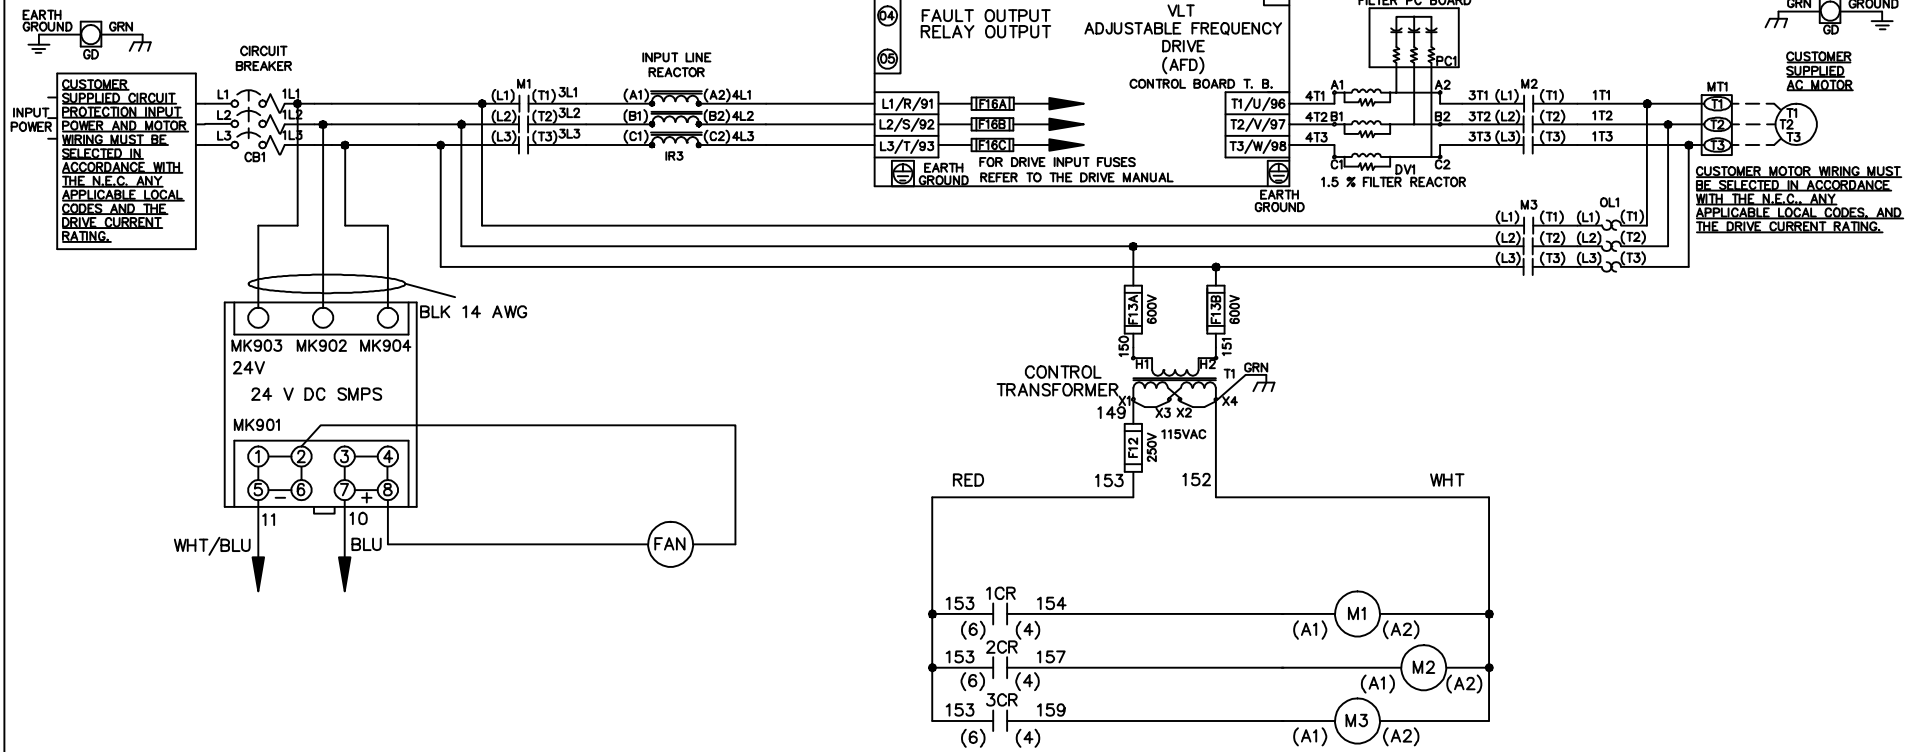 EARTH
GROUND
GRN
GD
CIRCUIT
BREAKER
INPUT
POWER
CUSTOMER
SUPPLIED CIRCUIT
PROTECTION INPUT
POWER AND MOTOR
WIRING MUST BE
SELECTED IN
ACCORDANCE WITH
THE N.E.C. ANY
APPLICABLE LOCAL
CODES AND THE
DRIVE CURRENT
RATING.
L1 1L1
L2 1L2
L3 1L3
CB1
M1
(L1) (T1) 3L1
(L2) (T2) 3L2
(L3) (T3) 3L3
INPUT LINE
REACTOR
(A1) (A2) 4L1
(B1) (B2) 4L2
(C1) (C2) 4L3
IR3
04
05
FAULT OUTPUT
RELAY OUTPUT
VLT
ADJUSTABLE FREQUENCY
DRIVE
(AFD)
CONTROL BOARD T. B.
L1/R/91 F16A
L2/S/92 F16B
L3/T/93 F16C
EARTH
GROUND
FOR DRIVE INPUT FUSES
REFER TO THE DRIVE MANUAL
T1/U/96 4T1
T2/V/97 4T2
T3/W/98 4T3
EARTH
GROUND
FILTER PC BOARD
PC1
A1 A2
B1 B2
C1 C2
DV1
1.5 % FILTER REACTOR
M2
3T1 (L1) (T1) 1T1
3T2 (L2) (T2) 1T2
3T3 (L3) (T3) 1T3
GRN
GROUND
GD
CUSTOMER
SUPPLIED
AC MOTOR
MT1
T1
T2
T3
T1
T2
T3
CUSTOMER MOTOR WIRING MUST
BE SELECTED IN ACCORDANCE
WITH THE N.E.C., ANY
APPLICABLE LOCAL CODES, AND
THE DRIVE CURRENT RATING.
M3
OL1
(L1) (T1) (L1) (T1)
(L2) (T2) (L2) (T2)
(L3) (T3) (L3) (T3)
BLK 14 AWG
MK903 MK902 MK904
24V
24 V DC SMPS
MK901
1 2 3 4
5 − 6 7 + 8
11
10
WHT/BLU
BLU
FAN
F13A
600V
F13B
600V
150
151
H1 H2
CONTROL
TRANSFORMER
T1
GRN
X1 X3 X2 X4
149
115VAC
F12
250V
RED
153
152
WHT
1CR
153 154
(6) (4)
M1
(A1) (A2)
2CR
153 157
(6) (4)
M2
(A1) (A2)
3CR
153 159
(6) (4)
M3
(A1) (A2)